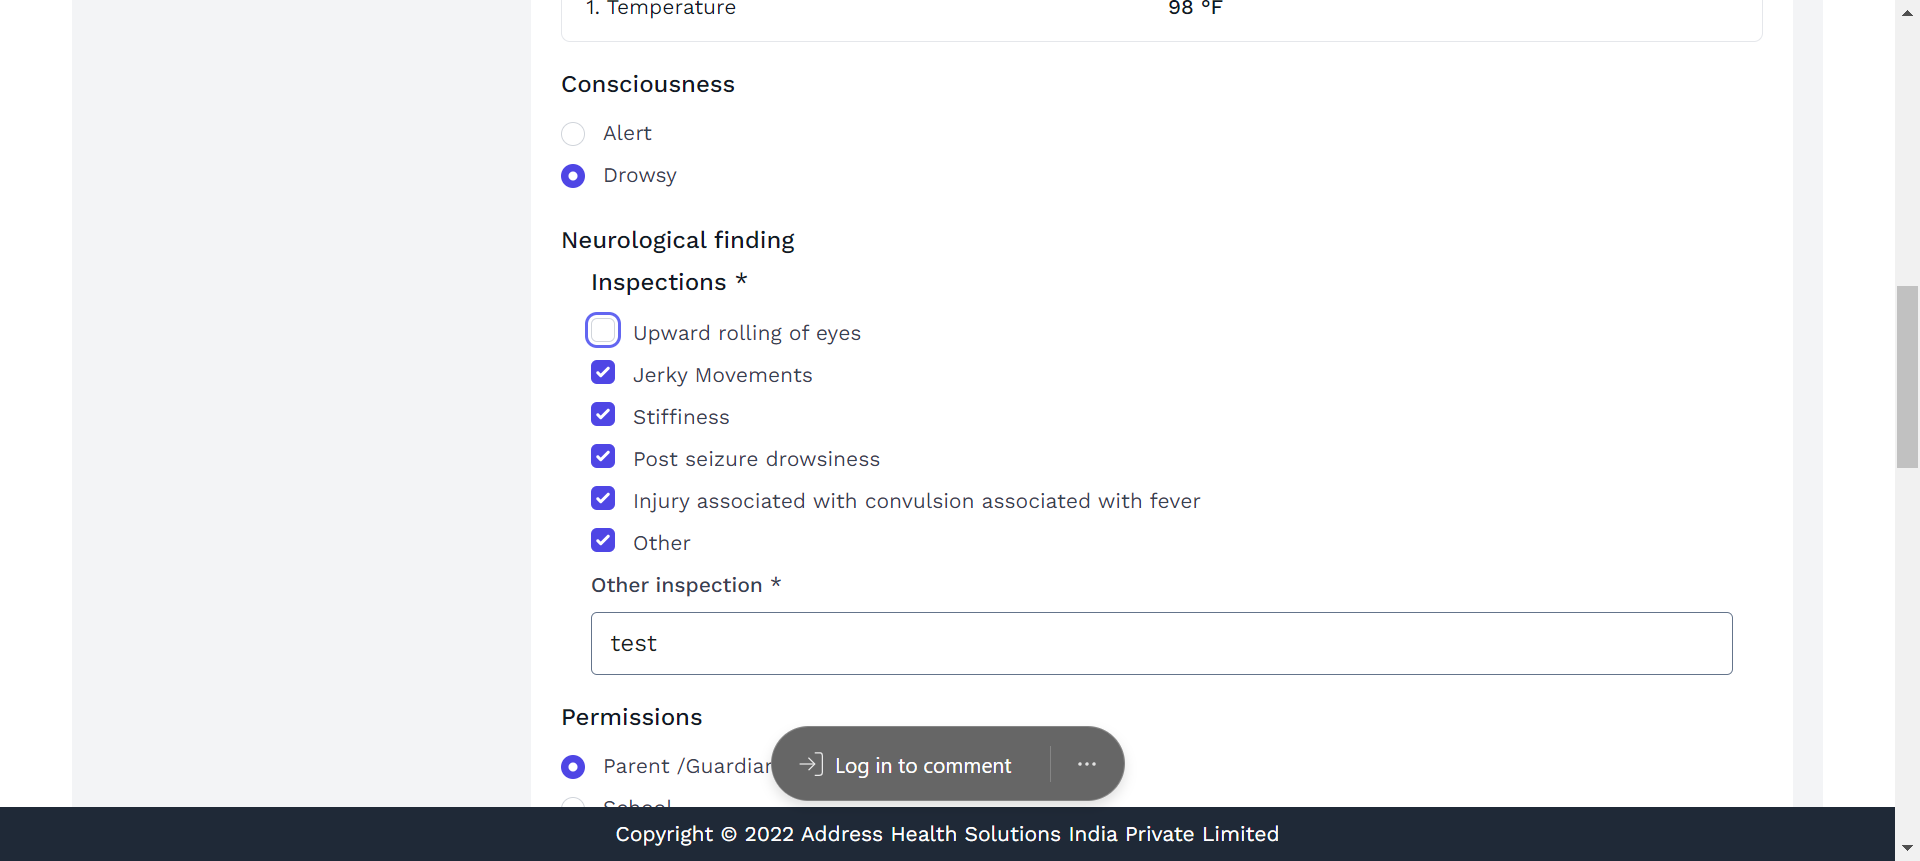 1. Temperature 98 °F
Consciousness
Alert
Drowsy
Neurological finding
Inspections *
Upward rolling of eyes
Jerky Movements
Stiffiness
Post seizure drowsiness
Injury associated with convulsion associated with fever
Other
Other inspection *
test
Permissions
Parent /Guardian
Log in to comment
School
Copyright © 2022 Address Health Solutions India Private Limited